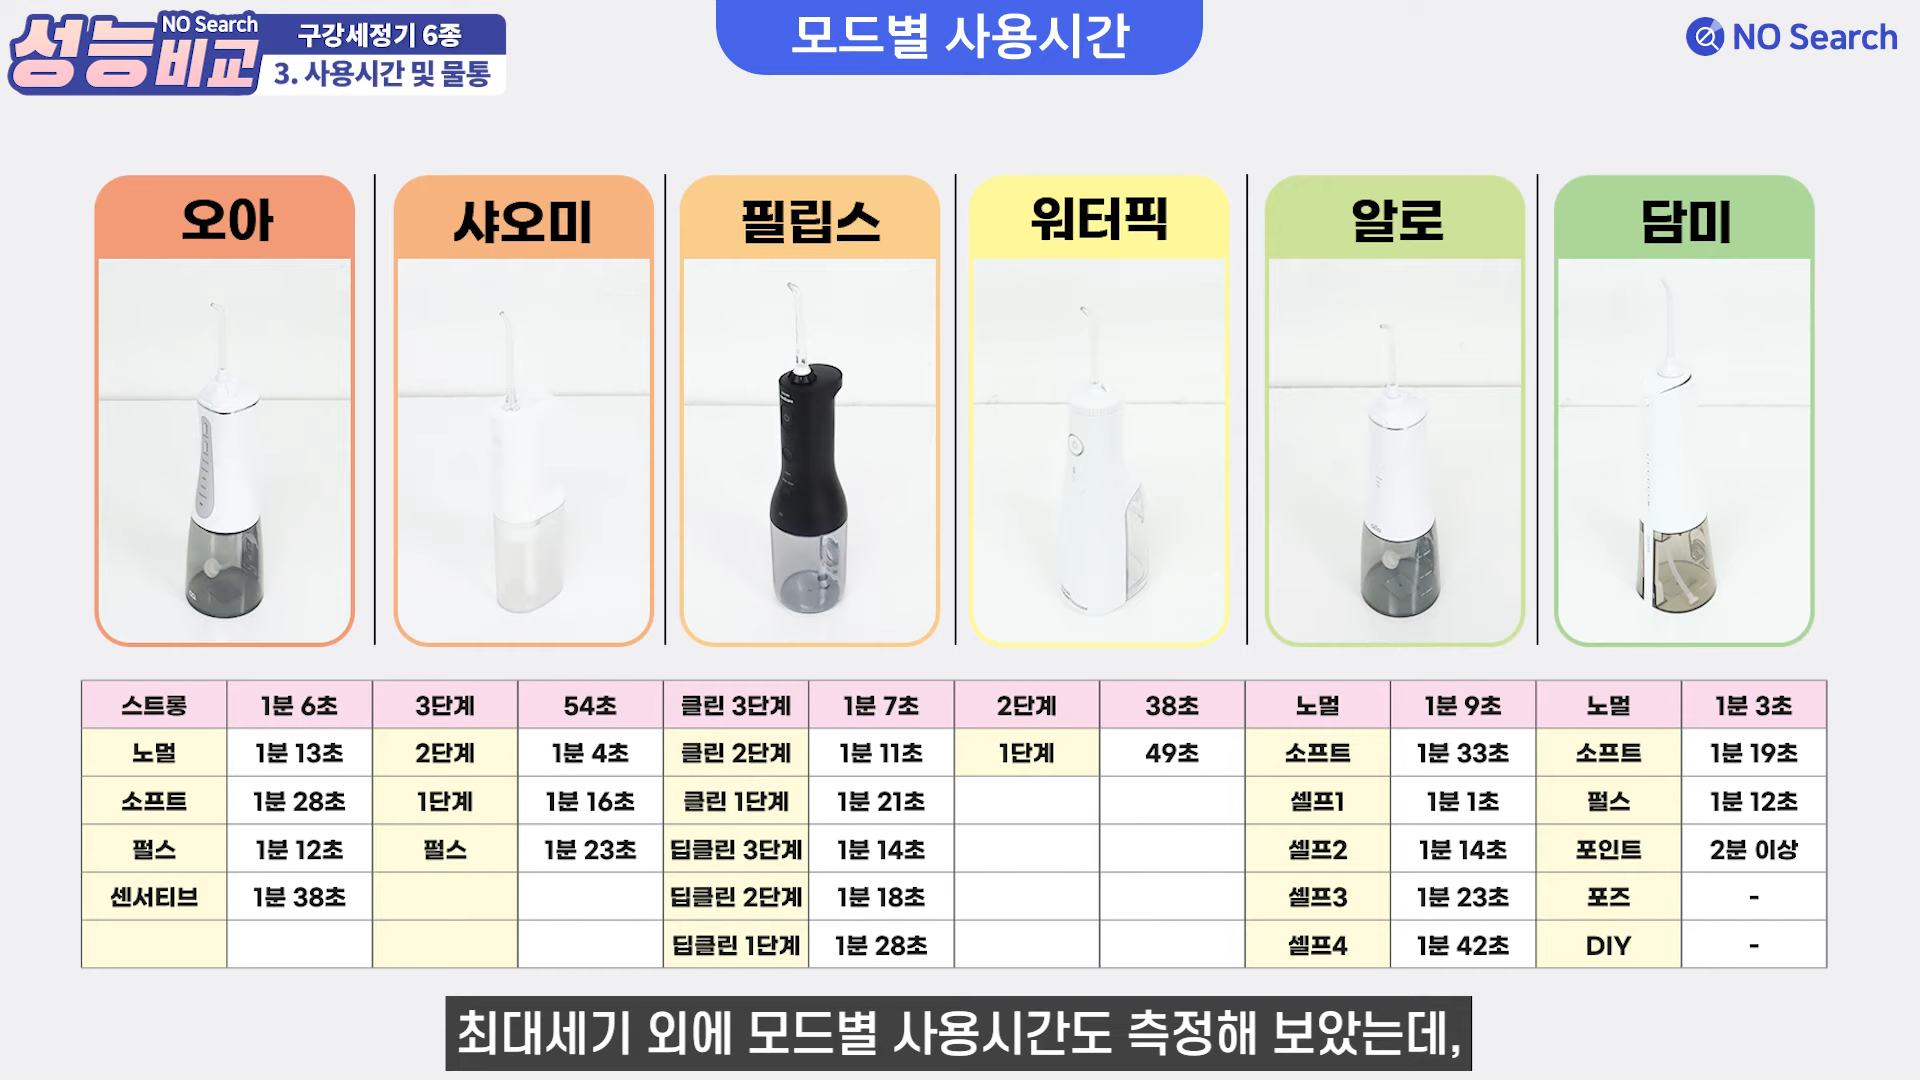 성능비교
NO Search
구강세정기 6종
3. 사용시간 및 물통
모드별 사용시간
NO Search
오아 샤오미 필립스 워터픽 알로 담미
스트롱 1분 6초 3단계 54초 클린 3단계 1분 7초 2단계 38초 노멀 1분 9초 노멀 1분 3초
노멀 1분 13초 2단계 1분 4초 클린 2단계 1분 11초 1단계 49초 소프트 1분 33초 소프트 1분 19초
소프트 1분 28초 1단계 1분 16초 클린 1단계 1분 21초 셀프1 1분 1초 펄스 1분 12초
펄스 1분 12초 펄스 1분 23초 딥클린 3단계 1분 14초 셀프2 1분 14초 포인트 2분 이상
센서티브 1분 38초 딥클린 2단계 1분 18초 셀프3 1분 23초 포즈 -
딥클린 1단계 1분 28초 셀프4 1분 42초 DIY -
최대세기 외에 모드별 사용시간도 측정해 보았는데,